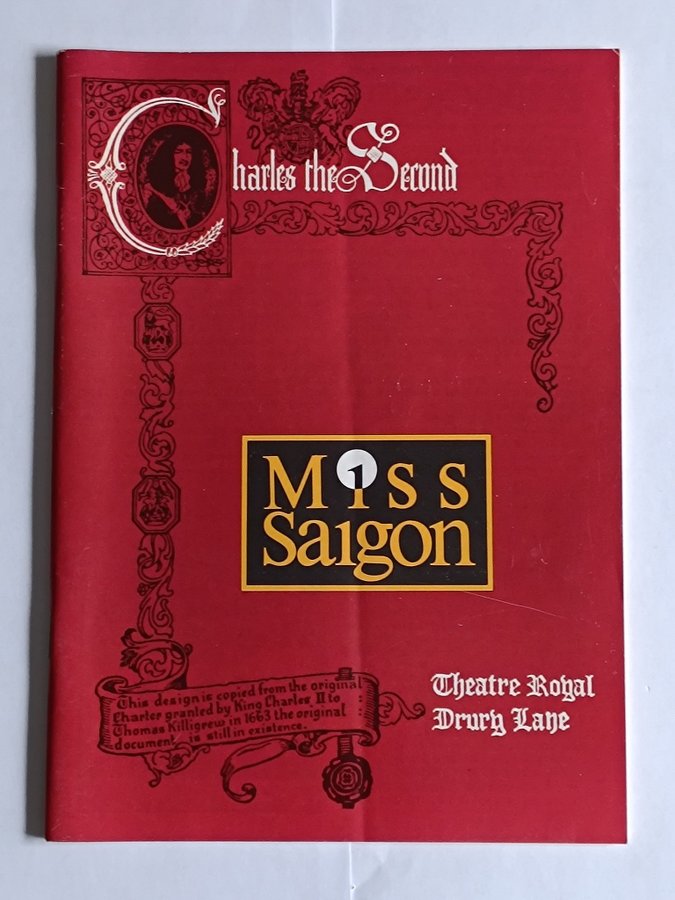 Charles the Second
Miss
Saigon
Theatre Royal
Drury Lane
This design is copied from the original
Charter granted by King Charles II to :
Thomas Killigrew in 1663 the original :
document is still in existence.